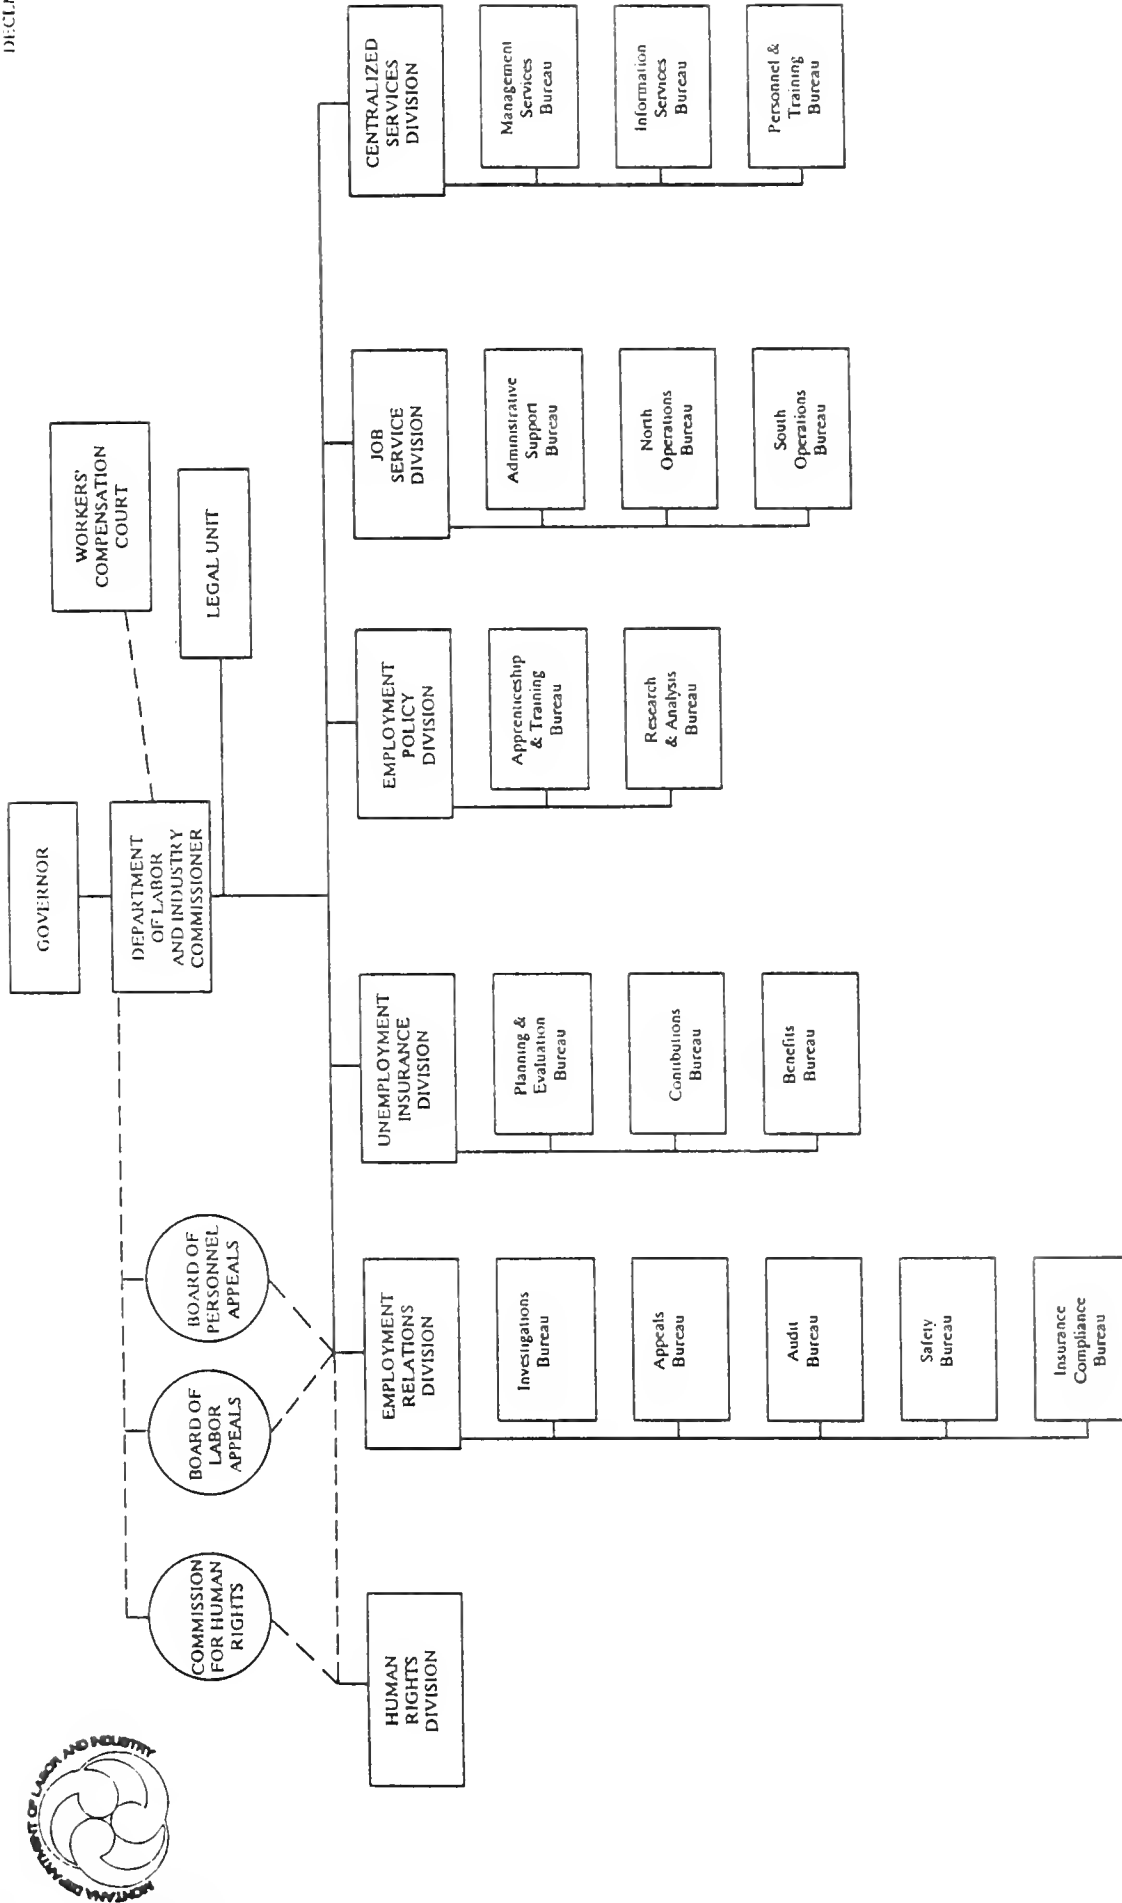 MONTANA DEPARTMENT OF LABOR AND INDUSTRY
GOVERNOR
DEPARTMENT
OF LABOR
AND INDUSTRY
COMMISSIONER
WORKERS'
COMPENSATION
COURT
LEGAL UNIT
COMMISSION
FOR HUMAN
RIGHTS
BOARD OF
LABOR
APPEALS
BOARD OF
PERSONNEL
APPEALS
HUMAN
RIGHTS
DIVISION
EMPLOYMENT
RELATIONS
DIVISION
Investigations
Bureau
Appeals
Bureau
Audit
Bureau
Safety
Bureau
Insurance
Compliance
Bureau
UNEMPLOYMENT
INSURANCE
DIVISION
Planning &
Evaluation
Bureau
Contributions
Bureau
Benefits
Bureau
EMPLOYMENT
POLICY
DIVISION
Apprenticeship
& Training
Bureau
Research
& Analysis
Bureau
JOB
SERVICE
DIVISION
Administrative
Support
Bureau
North
Operations
Bureau
South
Operations
Bureau
CENTRALIZED
SERVICES
DIVISION
Management
Services
Bureau
Information
Services
Bureau
Personnel &
Training
Bureau